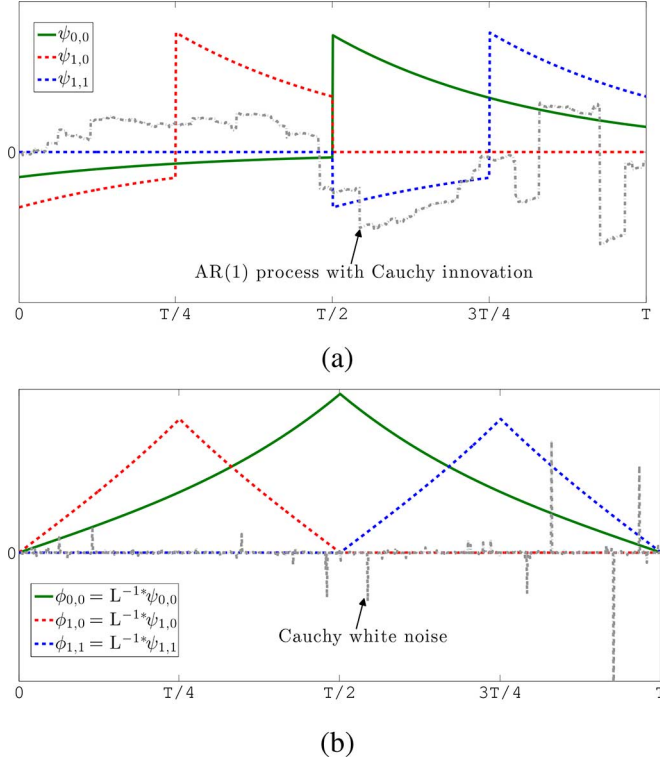 ψ₀,₀
ψ₁,₀
ψ₁,₁
0
AR(1) process with Cauchy innovation
0 T/4 T/2 3T/4 T
(a)
0
ϕ₀,₀ = L⁻¹*ψ₀,₀
ϕ₁,₀ = L⁻¹*ψ₁,₀
ϕ₁,₁ = L⁻¹*ψ₁,₁
Cauchy white noise
0 T/4 T/2 3T/4 T
(b)